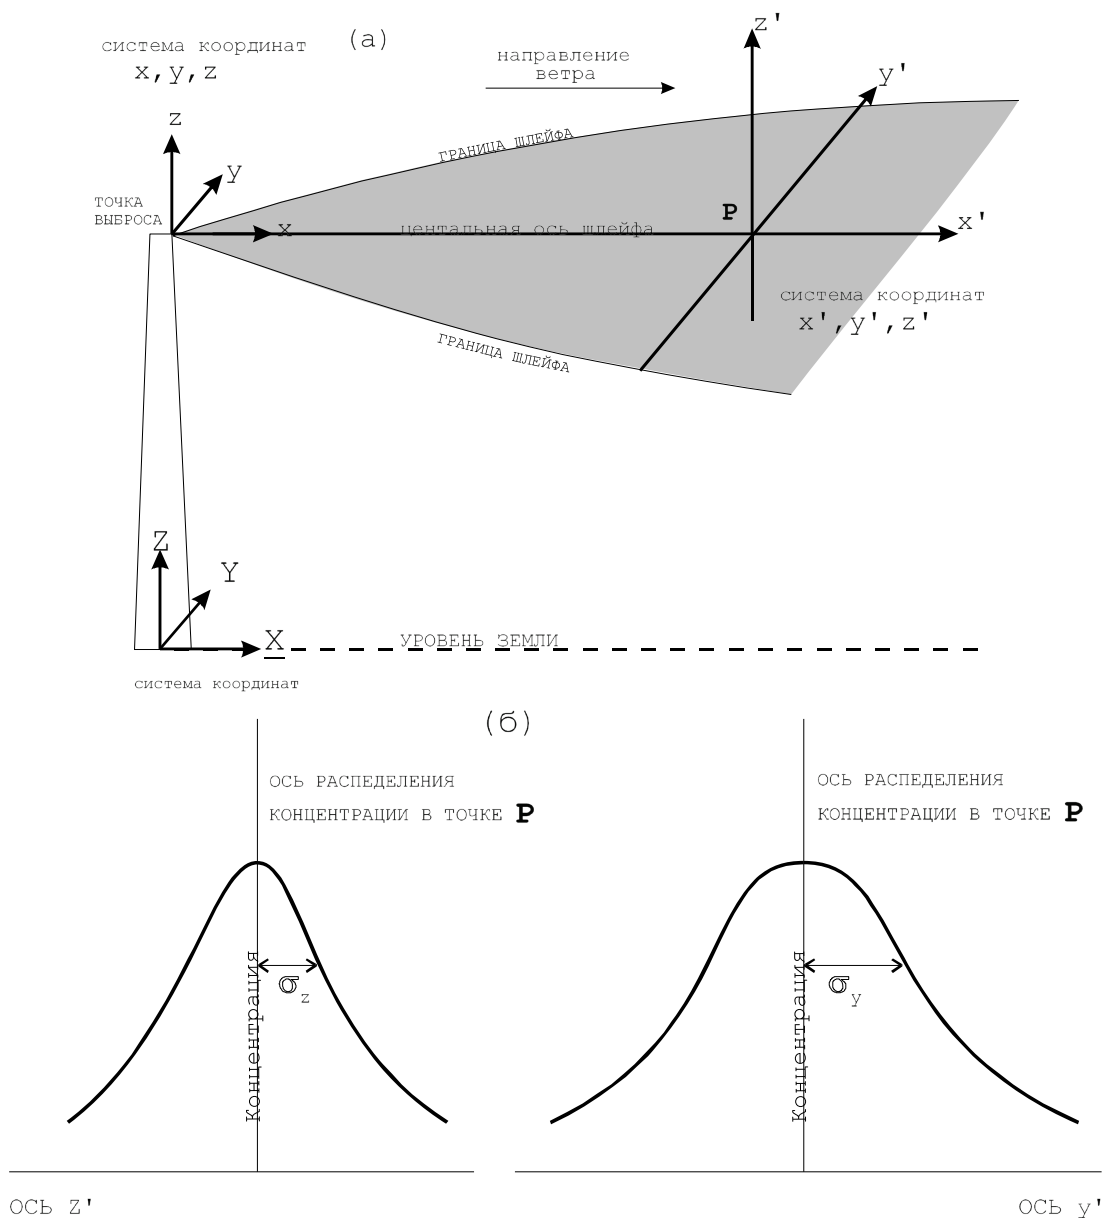 система координат
x,y,z
(а)
направление
ветра
z'
y'
z
y
ГРАНИЦА ШЛЕЙФА
ТОЧКА
ВЫБРОСА
x
центальная ось шлейфа
P
x'
система координат
x',y',z'
ГРАНИЦА ШЛЕЙФА
Z
Y
X
УРОВЕНЬ ЗЕМЛИ
система координат
(б)
ОСЬ РАСПЕДЕЛЕНИЯ
КОНЦЕНТРАЦИИ В ТОЧКЕ P
ОСЬ РАСПЕДЕЛЕНИЯ
КОНЦЕНТРАЦИИ В ТОЧКЕ P
Концентрация
σz
Концентрация
σy
ОСЬ Z'
ОСЬ y'